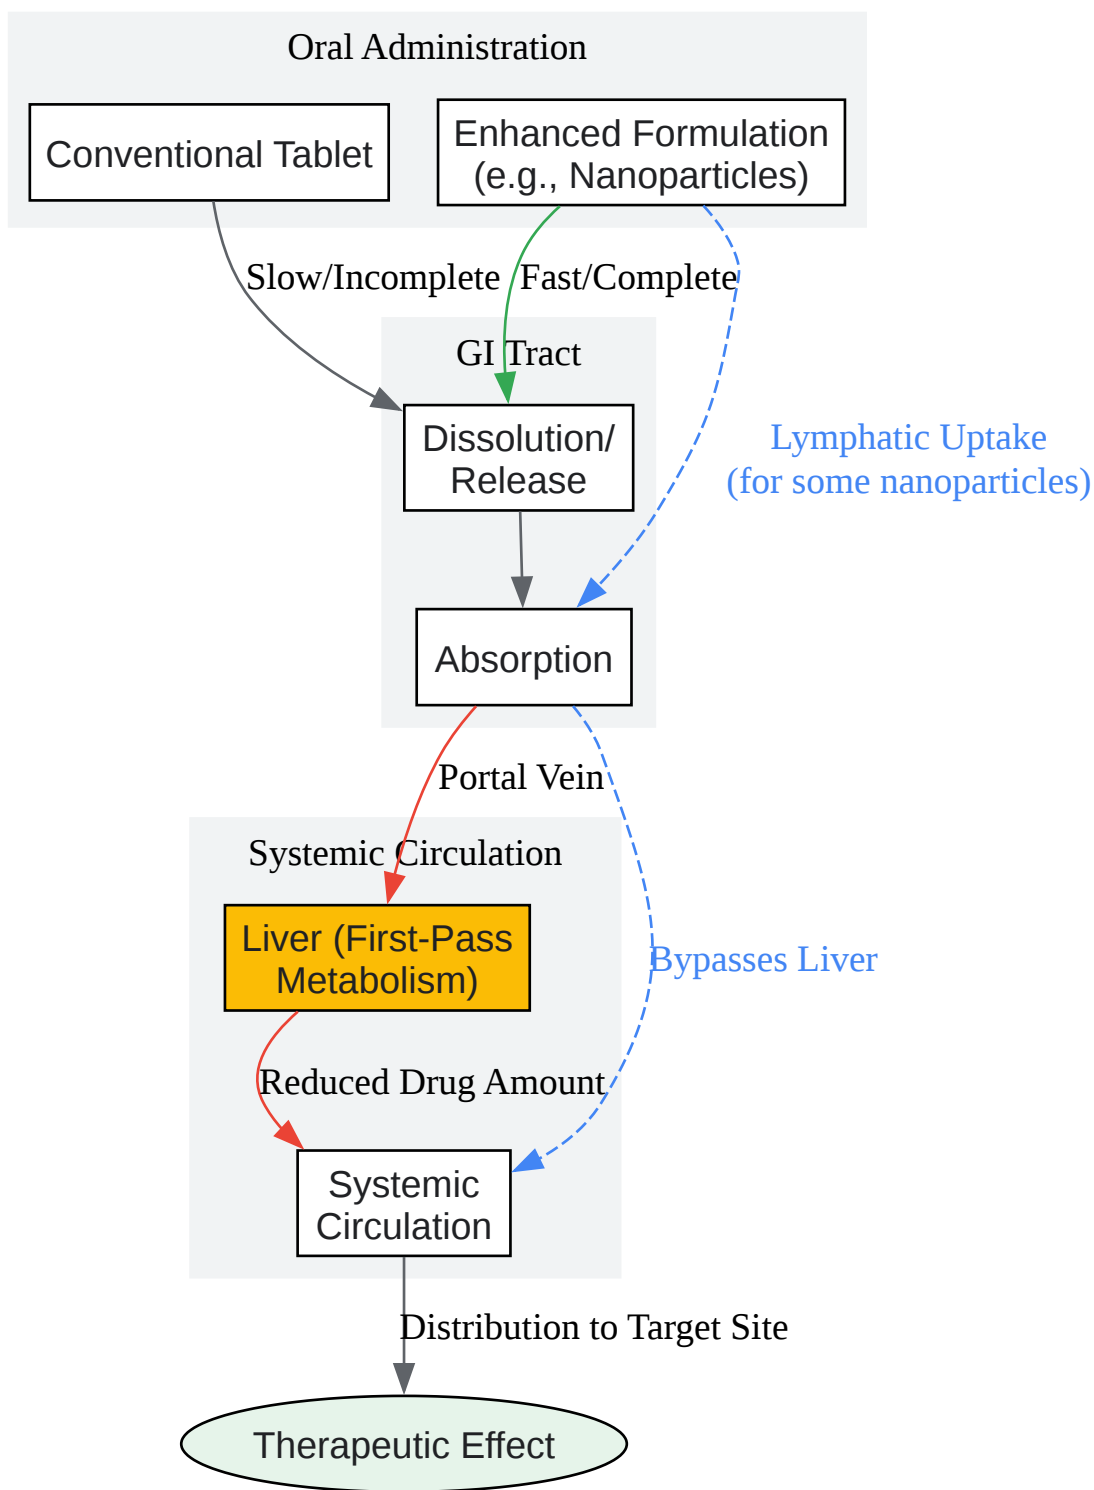 Oral Administration
Conventional Tablet
Enhanced Formulation
(e.g., Nanoparticles)
Slow/Incomplete
Fast/Complete
GI Tract
Dissolution/
Release
Lymphatic Uptake
(for some nanoparticles)
Absorption
Portal Vein
Systemic Circulation
Liver (First-Pass
Metabolism)
Bypasses Liver
Reduced Drug Amount
Systemic
Circulation
Distribution to Target Site
Therapeutic Effect